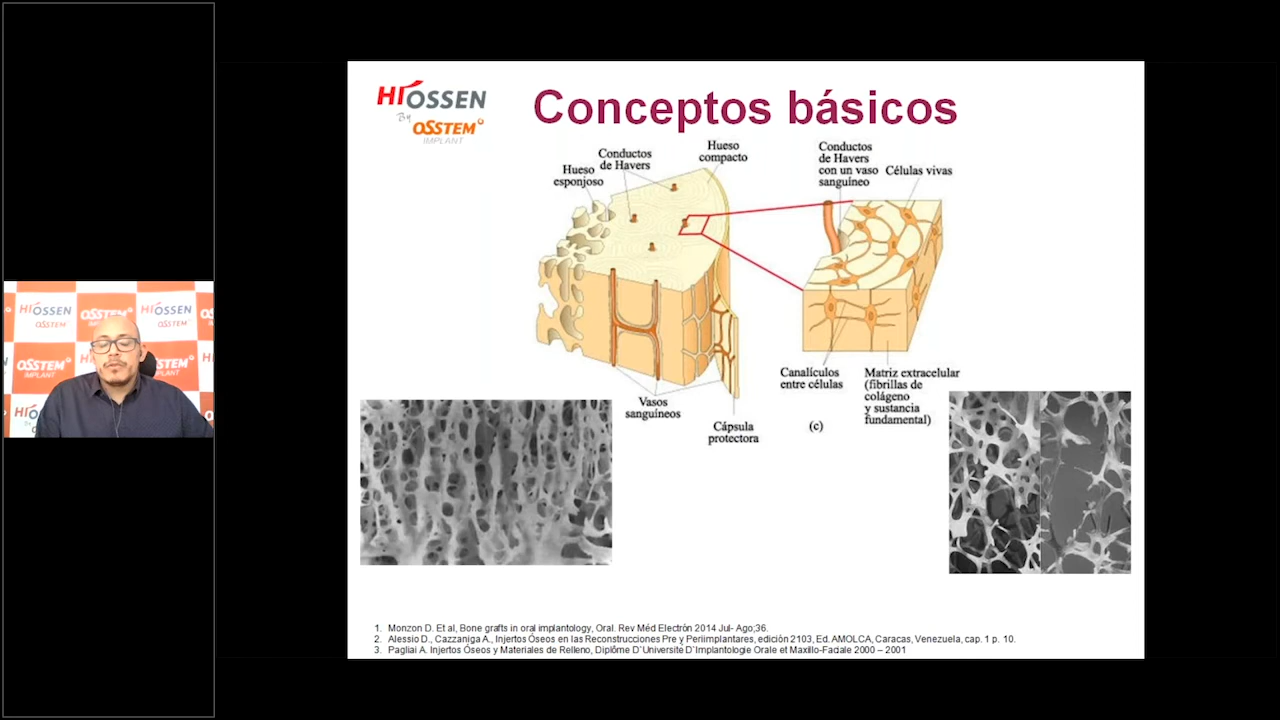 HIOSSEN
By
OSSTEM
IMPLANT
Conceptos básicos
Hueso
esponjoso
Conductos
de Havers
Hueso
compacto
Conductos
de Havers
con un vaso
sanguíneo
Células vivas
Vasos
sanguíneos
Cápsula
protectora
Canalículos
entre células
(c)
Matriz extracelular
(fibrillas de
colágeno
y sustancia
fundamental)
1. Monzon D. Et al, Bone grafts in oral implantology, Oral. Rev Méd Electrón 2014 Jul- Ago;36.
2. Alessio D., Cazzaniga A., Injertos Óseos en las Reconstrucciones Pre y Periimplantares, edición 2103, Ed. AMOLCA, Caracas, Venezuela, cap. 1 p. 10.
3. Pagliai A. Injertos Óseos y Materiales de Relleno, Diplôme D`Universite D`Implantologie Orale et Maxillo-Faciale 2000 – 2001
HIOSSEN
OSSTEM
OSSTEM
HIOSSEN
OSSTEM
OSSTEM
IMPLANT
OSSTEM
IMPLANT